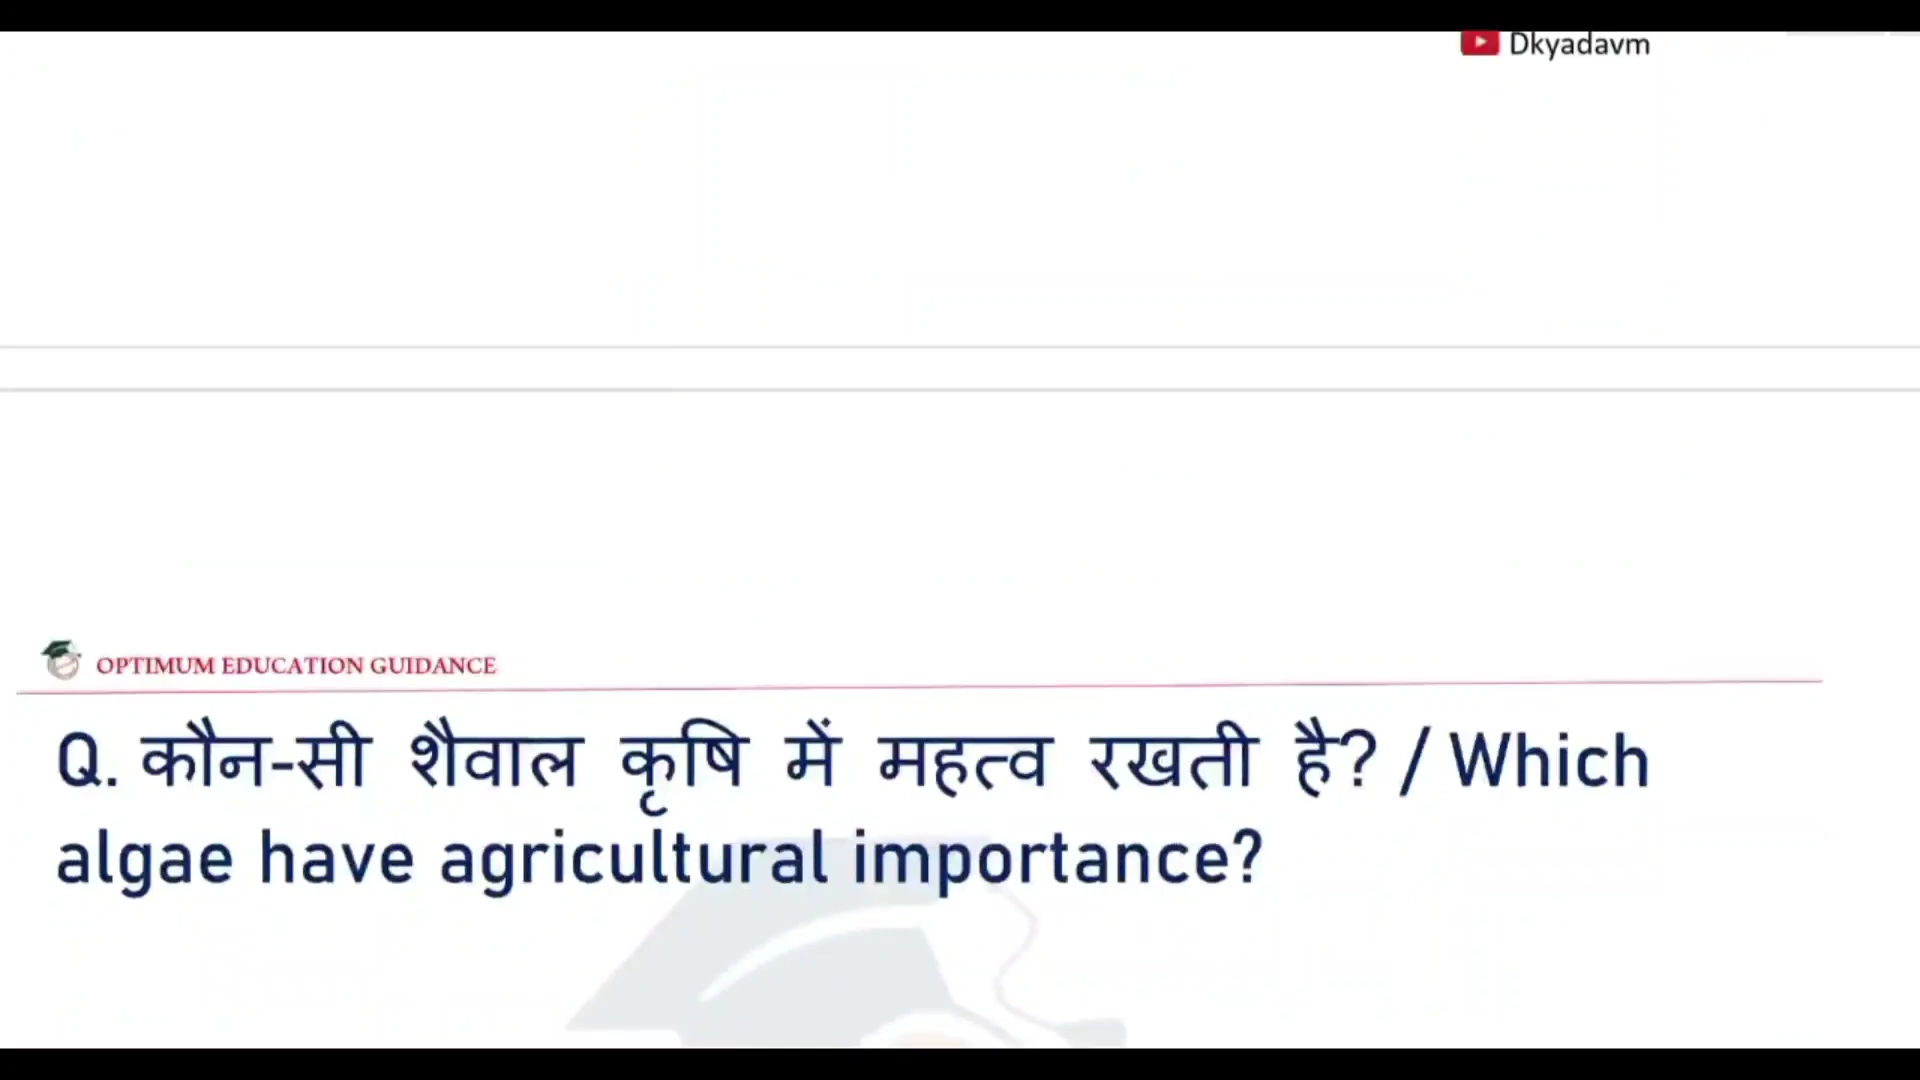 Dkyadavm
OPTIMUM EDUCATION GUIDANCE
Q. कौन-सी शैवाल कृषि में महत्व रखती है? / Which
algae have agricultural importance?